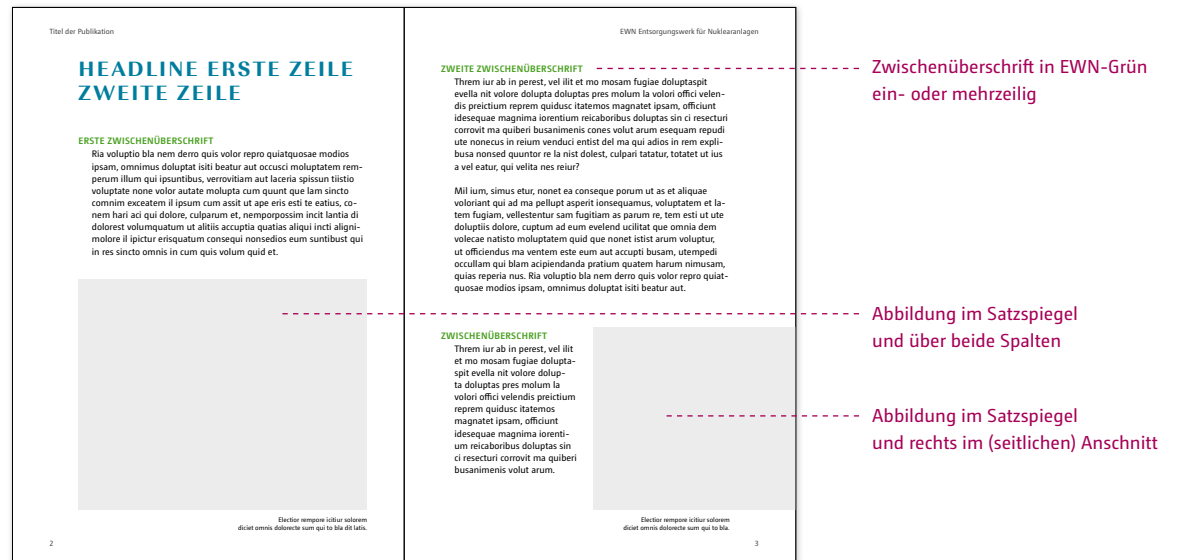 Titel der Publikation
HEADLINE ERSTE ZEILE
ZWEITE ZEILE
ERSTE ZWISCHENÜBERSCHRIFT
Ria voluptio bla nem derro quis volor repro quiatquosae modios
ipsam, omnimus doluptat isiti beatur aut occusci moluptatem rem-
perum illum qui ipsuntibus, verrovitiam aut laceria spissun tiistio
voluptate none volor autate molupta cum quunt que lam sincto
comnim exceatem il ipsum cum assit ut ape eris esti te eatius, co-
nem hari aci qui dolore, culparum et, nemporpossim incit lantia di
dolorest volumquatum ut alitiis accuptia quatias aliqui incti aligni-
molore il ipictur erisquatum consequi nonsedios eum suntibust qui
in res sincto omnis in cum quis volum quid et.
Electior rempore icitiur solorem
diciet omnis dolorecte sum qui to bla dit latis.
2
EWN Entsorgungswerk für Nuklearanlagen
ZWEITE ZWISCHENÜBERSCHRIFT
Threm iur ab in perest, vel ilit et mo mosam fugiae doluptaspit
evella nit volore dolupta doluptas pres molum la volori offici velen-
dis preictium reprem quidusc itatemos magnatet ipsam, officiunt
idesequae magnima iorentium reicaboribus doluptas sin ci resecturi
corrovit ma quiberi busanimenis cones volut arum esequam repudi
ute nonecus in reium venduci entist del ma qui adios in rem expli-
busa nonsed quuntor re la nist dolest, culpari tatatur, totatet ut ius
a vel eatur, qui velita nes reiur?
Mil ium, simus etur, nonet ea conseque porum ut as et aliquae
voloriant qui ad ma pellupt asperit ionsequamus, voluptatem et la-
tem fugiam, vellestentur sam fugitiam as parum re, tem esti ut ute
doluptiis dolore, cuptum ad eum evelend ucilitat que omnia dem
volecae natisto moluptatem quid que nonet istist arum voluptur,
ut officiendus ma ventem este eum aut accupti busam, utempedi
occullam qui blam acipiendanda pratium quatem harum nimusam,
quias reperia nus. Ria voluptio bla nem derro quis volor repro quiat-
quosae modios ipsam, omnimus doluptat isiti beatur aut.
ZWISCHENÜBERSCHRIFT
Threm iur ab in perest, vel ilit
et mo mosam fugiae dolupta-
spit evella nit volore dolup-
ta doluptas pres molum la
volori offici velendis preictium
reprem quidusc itatemos
magnatet ipsam, officiunt
idesequae magnima iorenti-
um reicaboribus doluptas sin
ci resecturi corrovit ma quiberi
busanimenis volut arum.
Electior rempore icitiur solorem
diciet omnis dolorecte sum qui to bla.
3
Zwischenüberschrift in EWN-Grün
ein- oder mehrzeilig
Abbildung im Satzspiegel
und über beide Spalten
Abbildung im Satzspiegel
und rechts im (seitlichen) Anschnitt